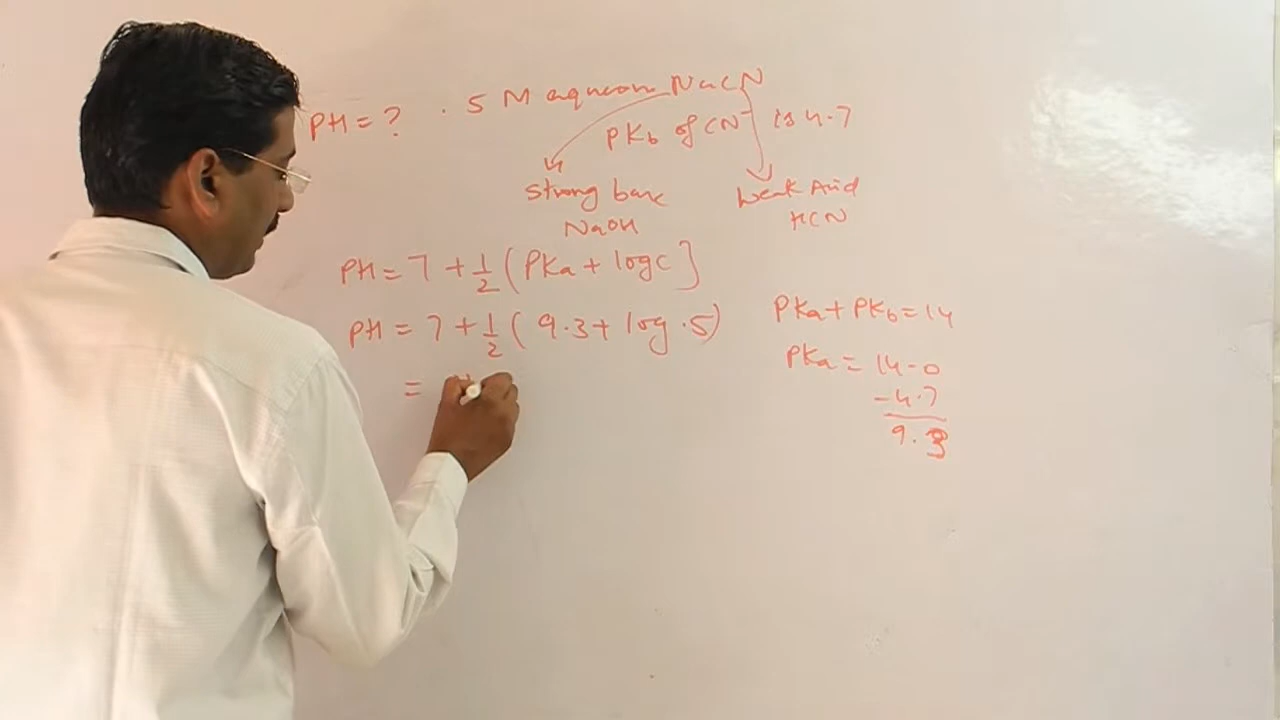 PH = ? .5 M aqueous NaCN
PKb of CN⁻ is 4.7
Strong base Weak Acid
NaOH HCN
PH = 7 + 1/2 (PKa + logc]
PKa + PKb = 14
PH = 7 + 1/2 ( 9.3 + log .5)
PKa = 14.0
- 4.7
9.3
=